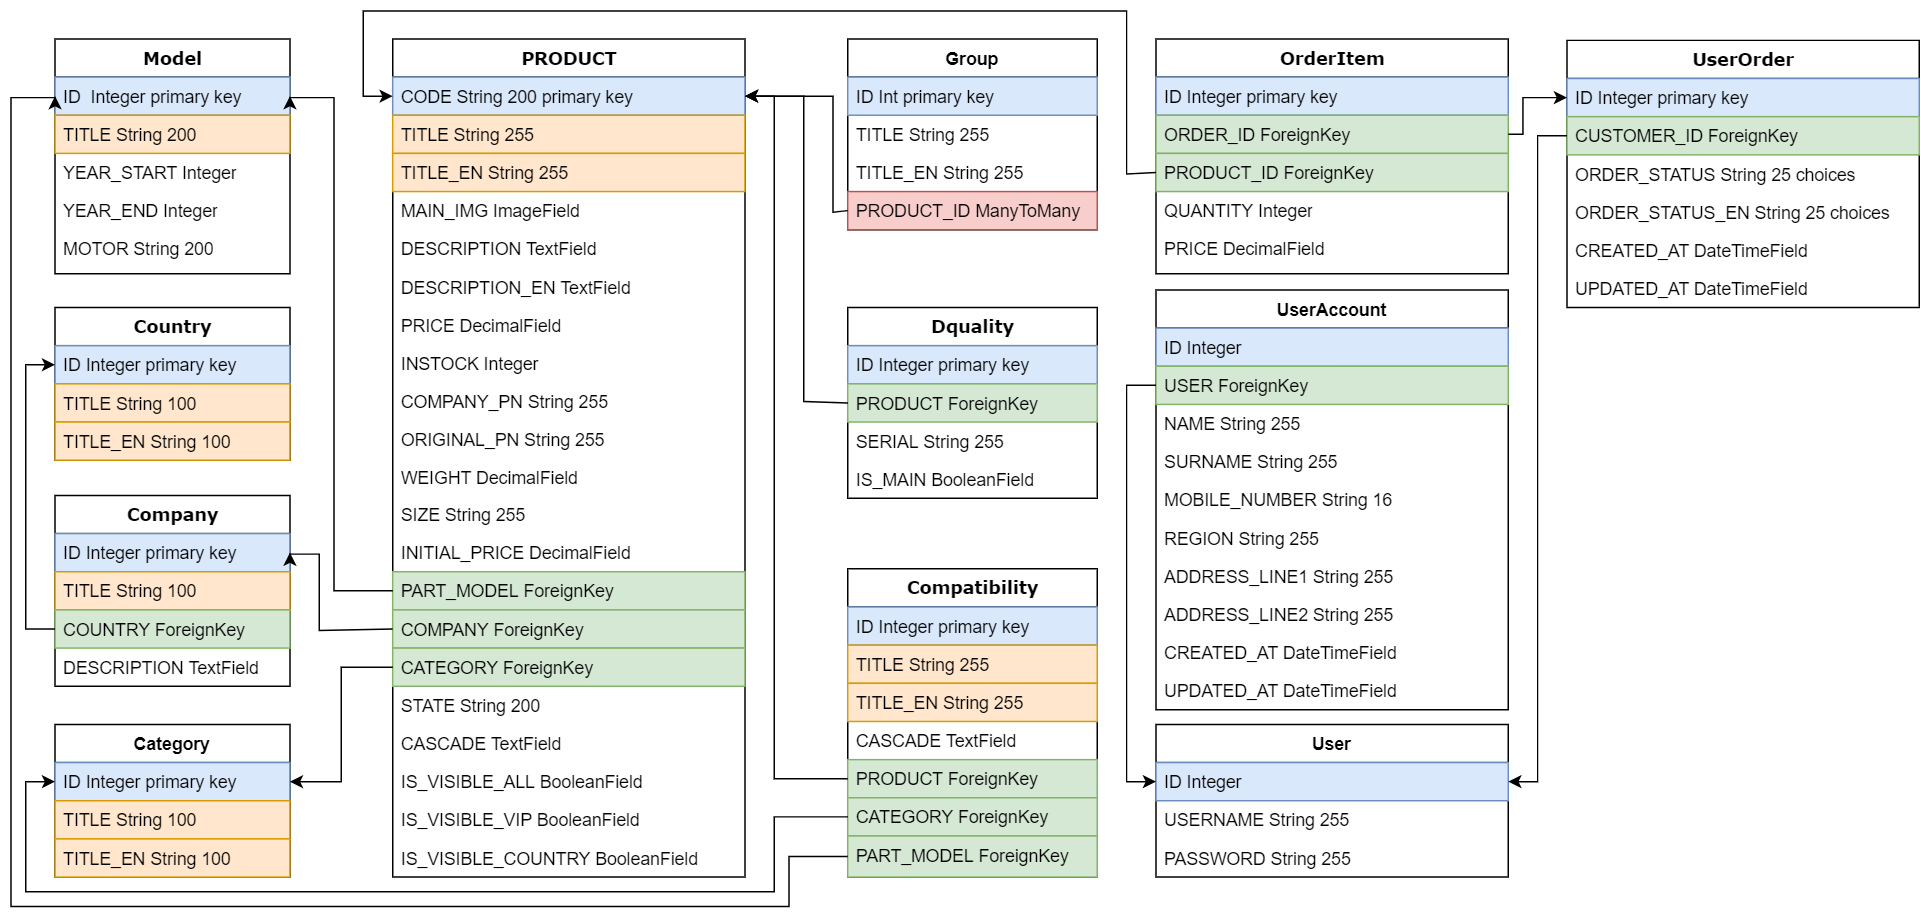 Model
ID  Integer primary key
TITLE String 200
YEAR_START Integer
YEAR_END Integer
MOTOR String 200
Country
ID Integer primary key
TITLE String 100
TITLE_EN String 100
Company
ID Integer primary key
TITLE String 100
COUNTRY ForeignKey
DESCRIPTION TextField
Category
ID Integer primary key
TITLE String 100
TITLE_EN String 100
PRODUCT
CODE String 200 primary key
TITLE String 255
TITLE_EN String 255
MAIN_IMG ImageField
DESCRIPTION TextField
DESCRIPTION_EN TextField
PRICE DecimalField
INSTOCK Integer
COMPANY_PN String 255
ORIGINAL_PN String 255
WEIGHT DecimalField
SIZE String 255
INITIAL_PRICE DecimalField
PART_MODEL ForeignKey
COMPANY ForeignKey
CATEGORY ForeignKey
STATE String 200
CASCADE TextField
IS_VISIBLE_ALL BooleanField
IS_VISIBLE_VIP BooleanField
IS_VISIBLE_COUNTRY BooleanField
Group
ID Int primary key
TITLE String 255
TITLE_EN String 255
PRODUCT_ID ManyToMany
Dquality
ID Integer primary key
PRODUCT ForeignKey
SERIAL String 255
IS_MAIN BooleanField
Compatibility
ID Integer primary key
TITLE String 255
TITLE_EN String 255
CASCADE TextField
PRODUCT ForeignKey
CATEGORY ForeignKey
PART_MODEL ForeignKey
OrderItem
ID Integer primary key
ORDER_ID ForeignKey
PRODUCT_ID ForeignKey
QUANTITY Integer
PRICE DecimalField
UserAccount
ID Integer
USER ForeignKey
NAME String 255
SURNAME String 255
MOBILE_NUMBER String 16
REGION String 255
ADDRESS_LINE1 String 255
ADDRESS_LINE2 String 255
CREATED_AT DateTimeField
UPDATED_AT DateTimeField
User
ID Integer
USERNAME String 255
PASSWORD String 255
UserOrder
ID Integer primary key
CUSTOMER_ID ForeignKey
ORDER_STATUS String 25 choices
ORDER_STATUS_EN String 25 choices
CREATED_AT DateTimeField
UPDATED_AT DateTimeField